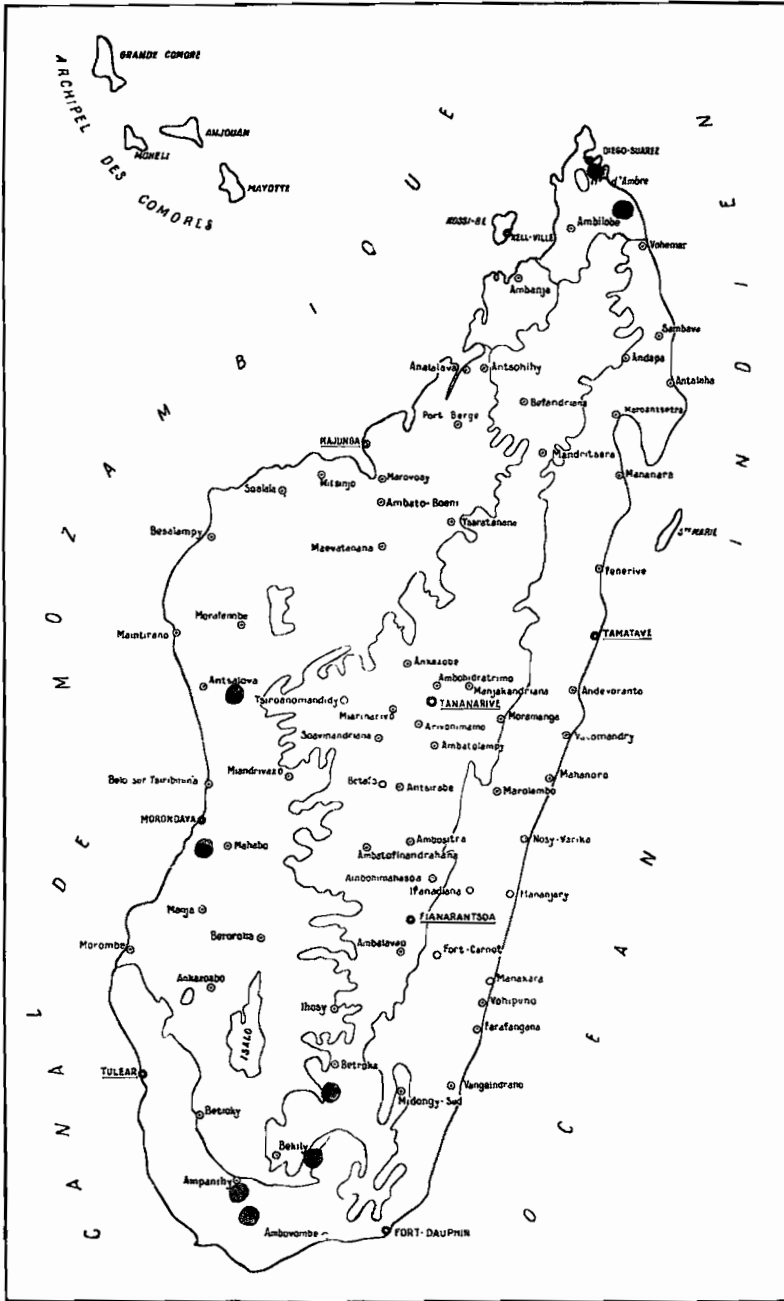 ARCHIPEL DES COMORES
GRANDE COMORE
ANJOUAN
MOHELI
MAYOTTE
CANAL DE MOZAMBIQUE
OCEAN INDIEN
DIEGO-SUAREZ
d'Ambre
NOSSI-BE
HELL-VILLE
Ambilobe
Vohemar
Ambanja
Sambava
Andapa
Antalaha
Analalava
Antsohihy
Befandriana
Maroantsetra
Port Berge
MAJUNGA
Mandritsara
Mananara
Mitsinjo
Marovoay
Soalala
Ambato-Boeni
Tsaratanana
Ste MARIE
Besalampy
Maevatanana
Fenerive
Morafembe
Maintirano
TAMATAVE
Ankazobe
Ambohidratrimo
Manjakandriana
Antsalova
Tsiroanomandidy
TANANARIVE
Andevoranto
Miarinarivo
Arivonimamo
Moramanga
Soavinandriana
Ambatolampy
Vatomandry
Miandrivazo
Mahanoro
Belo sur Tsiribihina
Betafo
Antsirabe
Marolambo
MORONDAVA
Mahabo
Ambositra
Nosy-Varika
Ambatofinandrahana
Ambohimahasoa
Ifanadiana
Mananjary
Manja
FIANARANTSOA
Beroroha
Morombe
Ambalavao
Fort-Carnot
Ankazoabo
Manakara
Vohipeno
Ihosy
Farafangana
ISALO
TULEAR
Betroka
Vangaindrano
Midongy-Sud
Betioky
Bekily
Ampanihy
Ambovombe
FORT-DAUPHIN